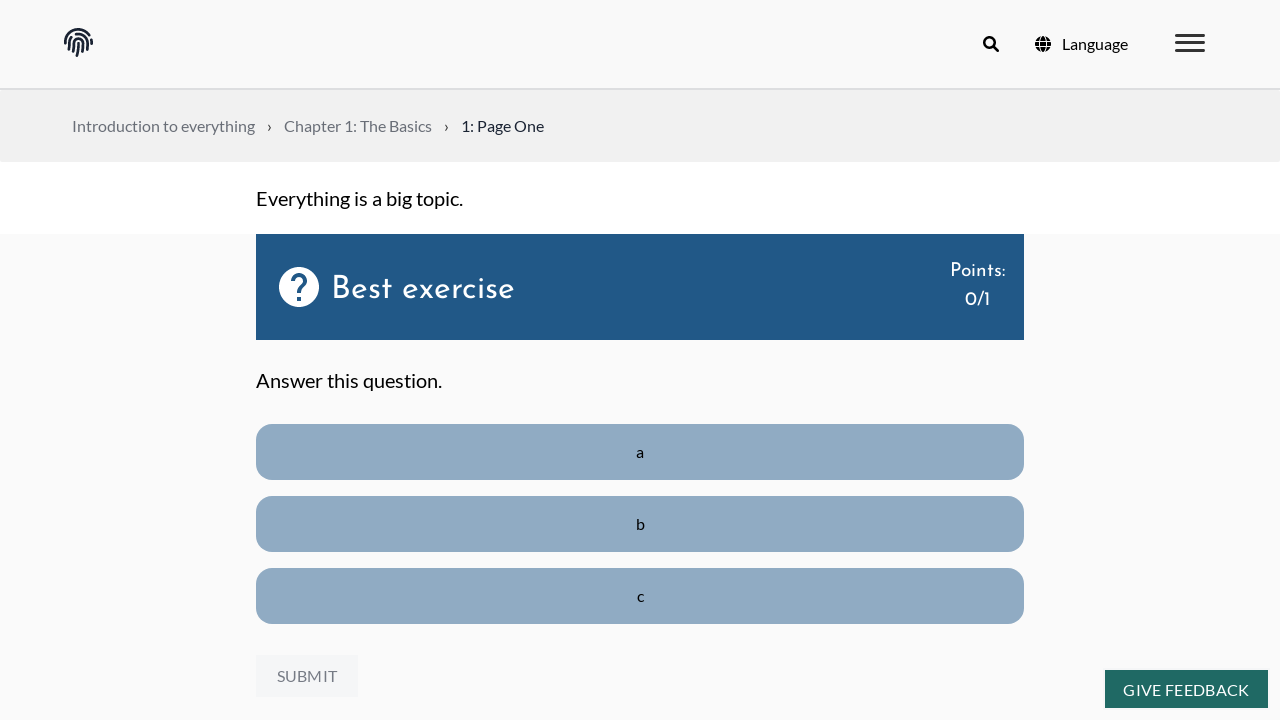 Language
Introduction to everything › Chapter 1: The Basics › 1: Page One
Everything is a big topic.
Best exercise
Points:
0/1
Answer this question.
a
b
c
SUBMIT
GIVE FEEDBACK